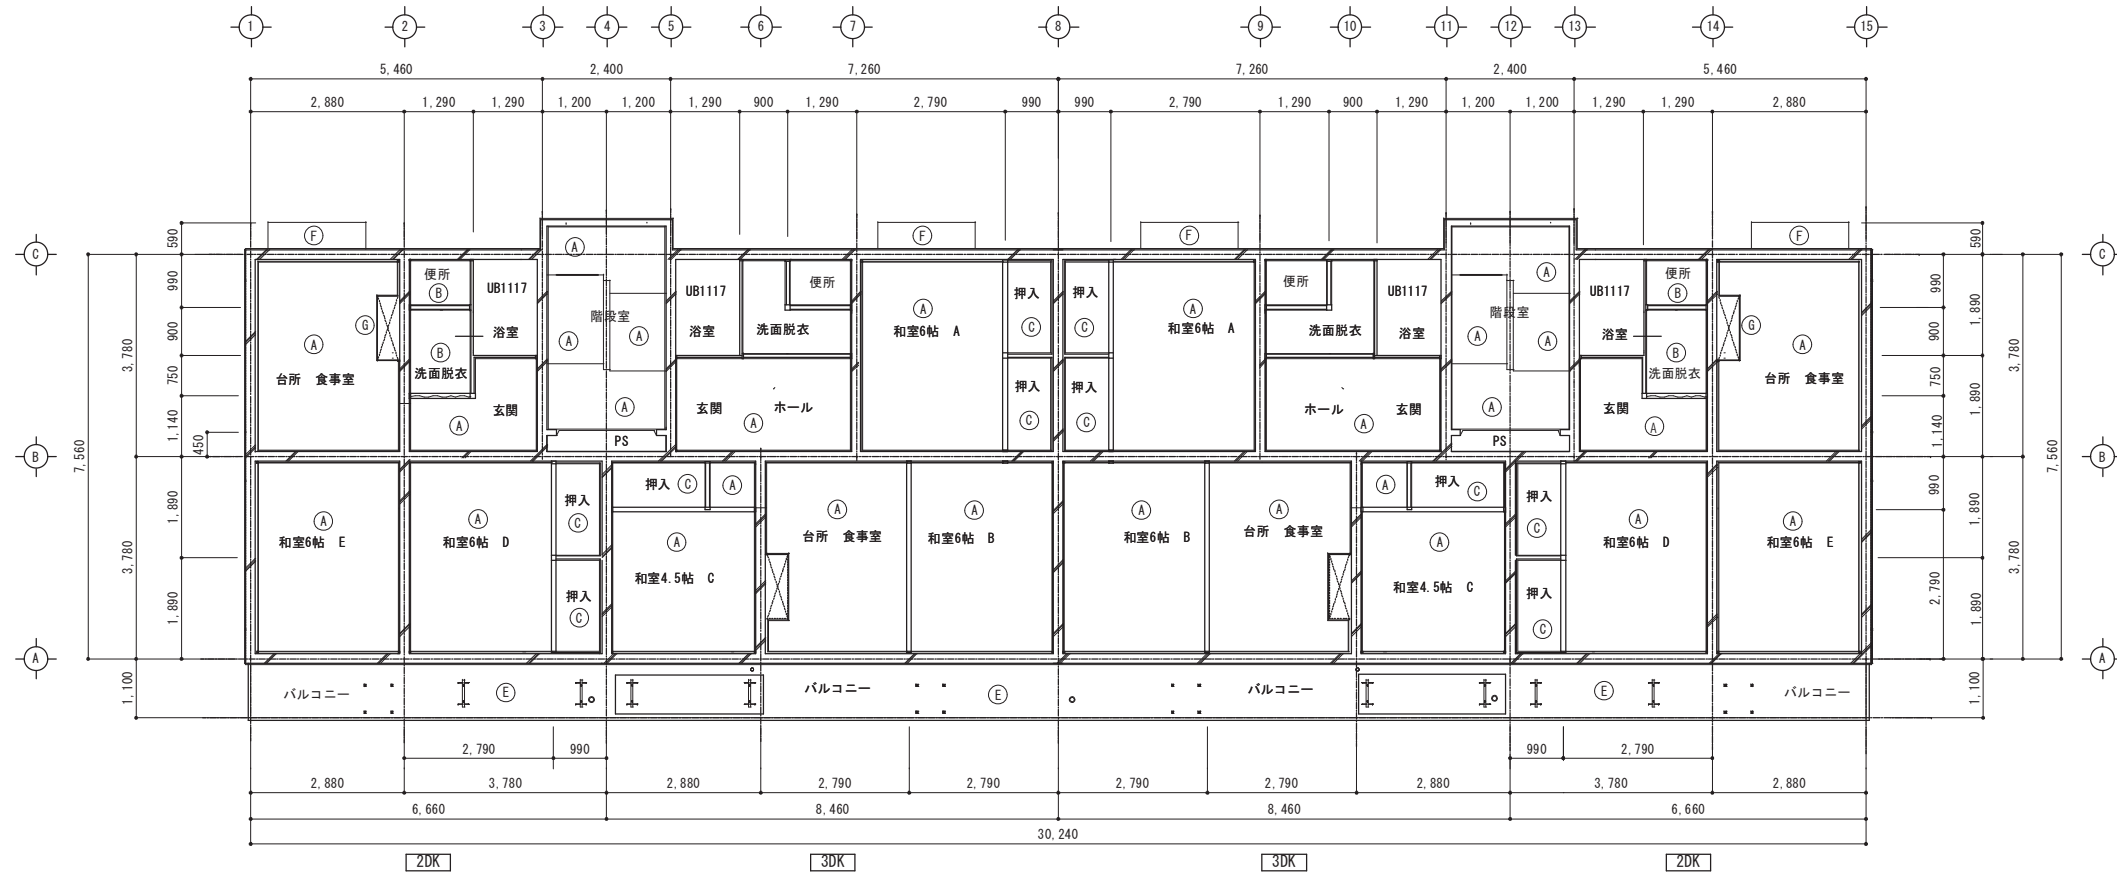 1 2 3 4 5 6 7 8 9 10 11 12 13 14 15
5,460 2,400 7,260 7,260 2,400 5,460
2,880 1,290 1,290 1,200 1,200 1,290 900 1,290 2,790 990 990 2,790 1,290 900 1,290 1,200 1,200 1,290 1,290 2,880
C 590 F F F F 590 C
990 900 750 1,140 450 3,780 7,560
A 台所 食事室 G
便所 B UB1117 浴室
B 洗面脱衣
A 玄関
A 階段室 A A A PS
UB1117 浴室 洗面脱衣 便所
玄関 A ホール
A 和室6帖 A
押入 C
押入 C
押入 C
押入 C
A 和室6帖 A
便所 洗面脱衣 UB1117 浴室
ホール A 玄関
A 階段室 A A A PS
UB1117 浴室 便所 B
B 洗面脱衣
玄関 A
G A 台所 食事室
990 900 750 1,140 1,890 1,890 3,780 7,560
B B
1,890 1,890 3,780
A 和室6帖 E
A 和室6帖 D
押入 C
押入 C
押入 C A
A 和室4.5帖 C
A 台所 食事室
A 和室6帖 B
A 和室6帖 B
A 台所 食事室
A 押入 C
A 和室4.5帖 C
押入 C
押入 C
A 和室6帖 D
A 和室6帖 E
990 2,790 1,890 1,890 3,780
A A
1,100 バルコニー E バルコニー E バルコニー E バルコニー 1,100
2,790 990 990 2,790
2,880 3,780 2,880 2,790 2,790 2,790 2,790 2,880 3,780 2,880
6,660 8,460 8,460 6,660
30,240
2DK 3DK 3DK 2DK